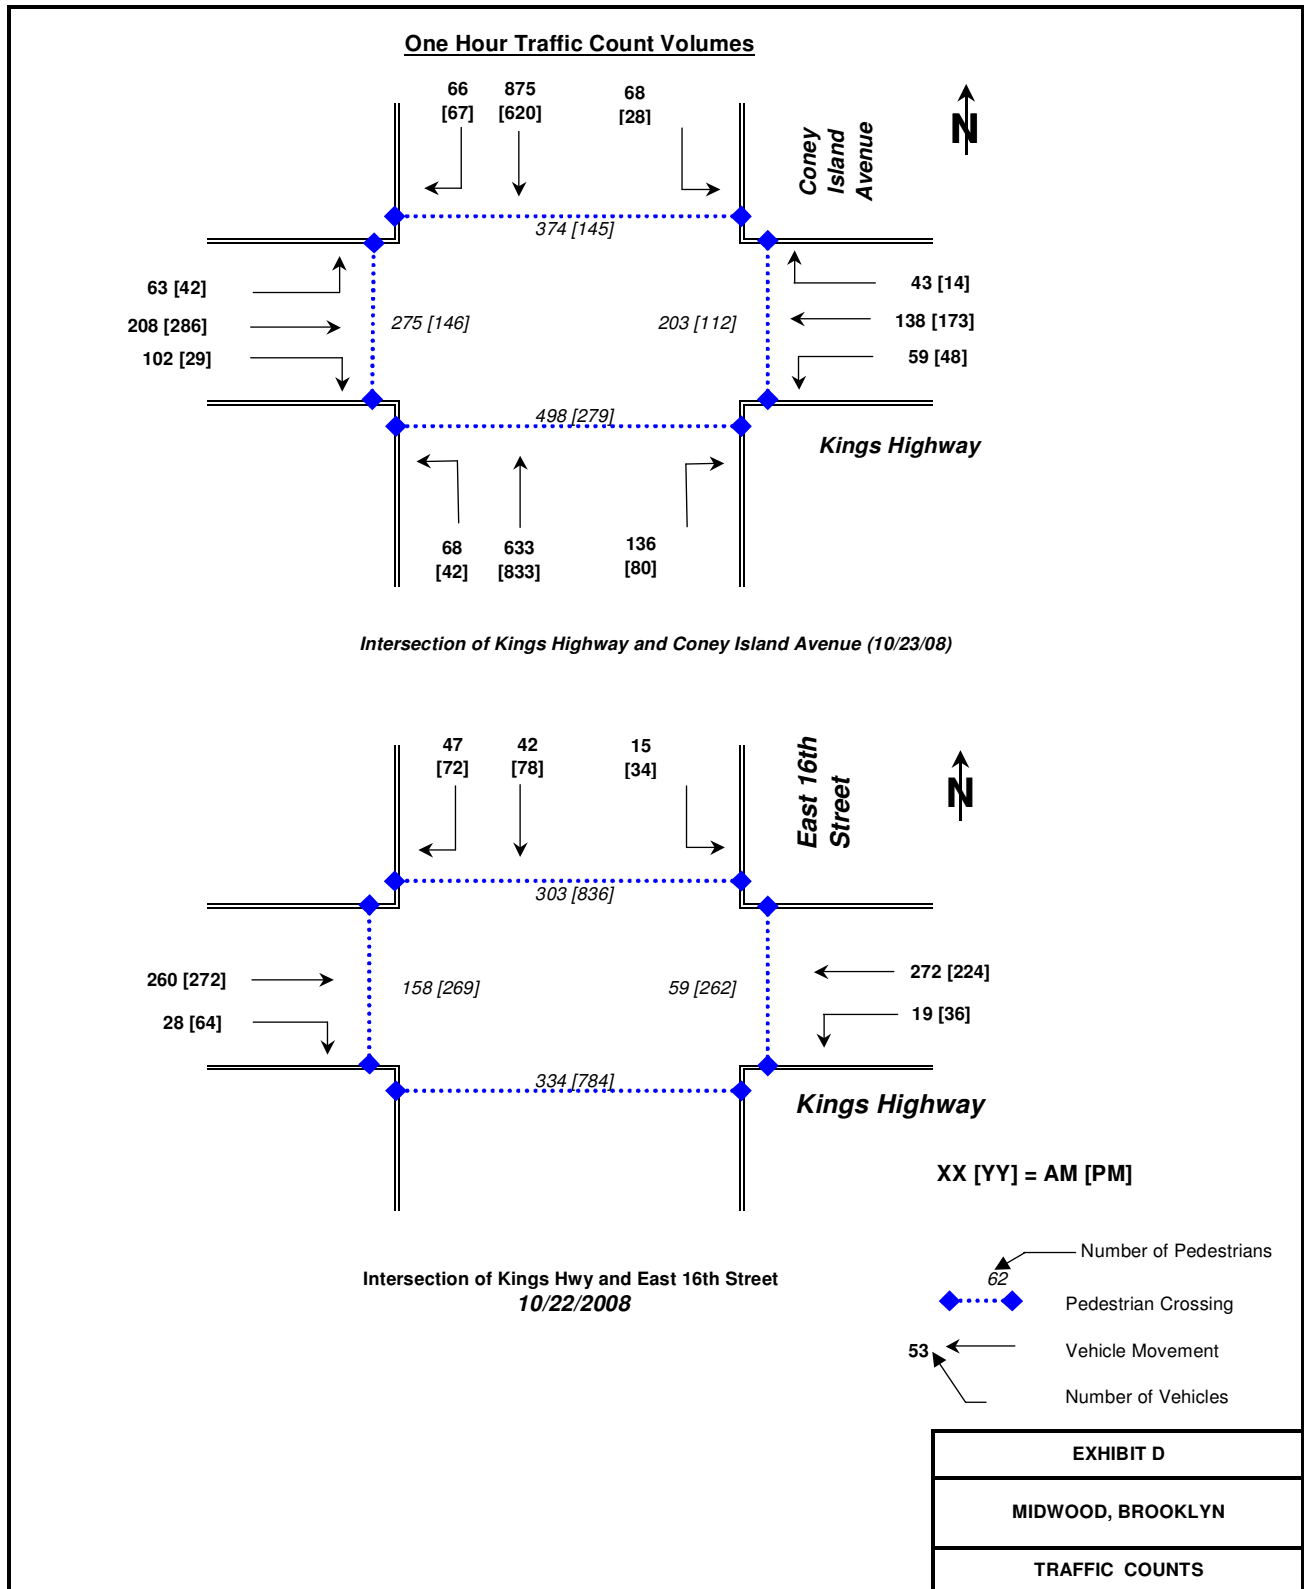 One Hour Traffic Count Volumes
66 875 68
[67] [620] [28]
Coney
Island
Avenue
N
374 [145]
63 [42]
43 [14]
208 [286]
275 [146]
203 [112]
138 [173]
102 [29]
59 [48]
498 [279]
Kings Highway
68 633 136
[42] [833] [80]
Intersection of Kings Highway and Coney Island Avenue (10/23/08)
47 42 15
[72] [78] [34]
East 16th
Street
N
303 [836]
260 [272]
158 [269]
59 [262]
272 [224]
28 [64]
19 [36]
334 [784]
Kings Highway
XX [YY] = AM [PM]
Intersection of Kings Hwy and East 16th Street
10/22/2008
Number of Pedestrians
62
Pedestrian Crossing
53
Vehicle Movement
Number of Vehicles
EXHIBIT D
MIDWOOD, BROOKLYN
TRAFFIC COUNTS